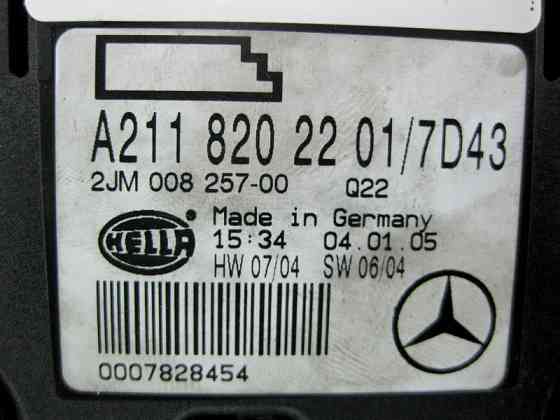 A211 820 22 01/7D43
2JM 008 257-00 Q22
HELLA ® Made in Germany
15:34 04.01.05
HW 07/04 SW 06/04
0007828454